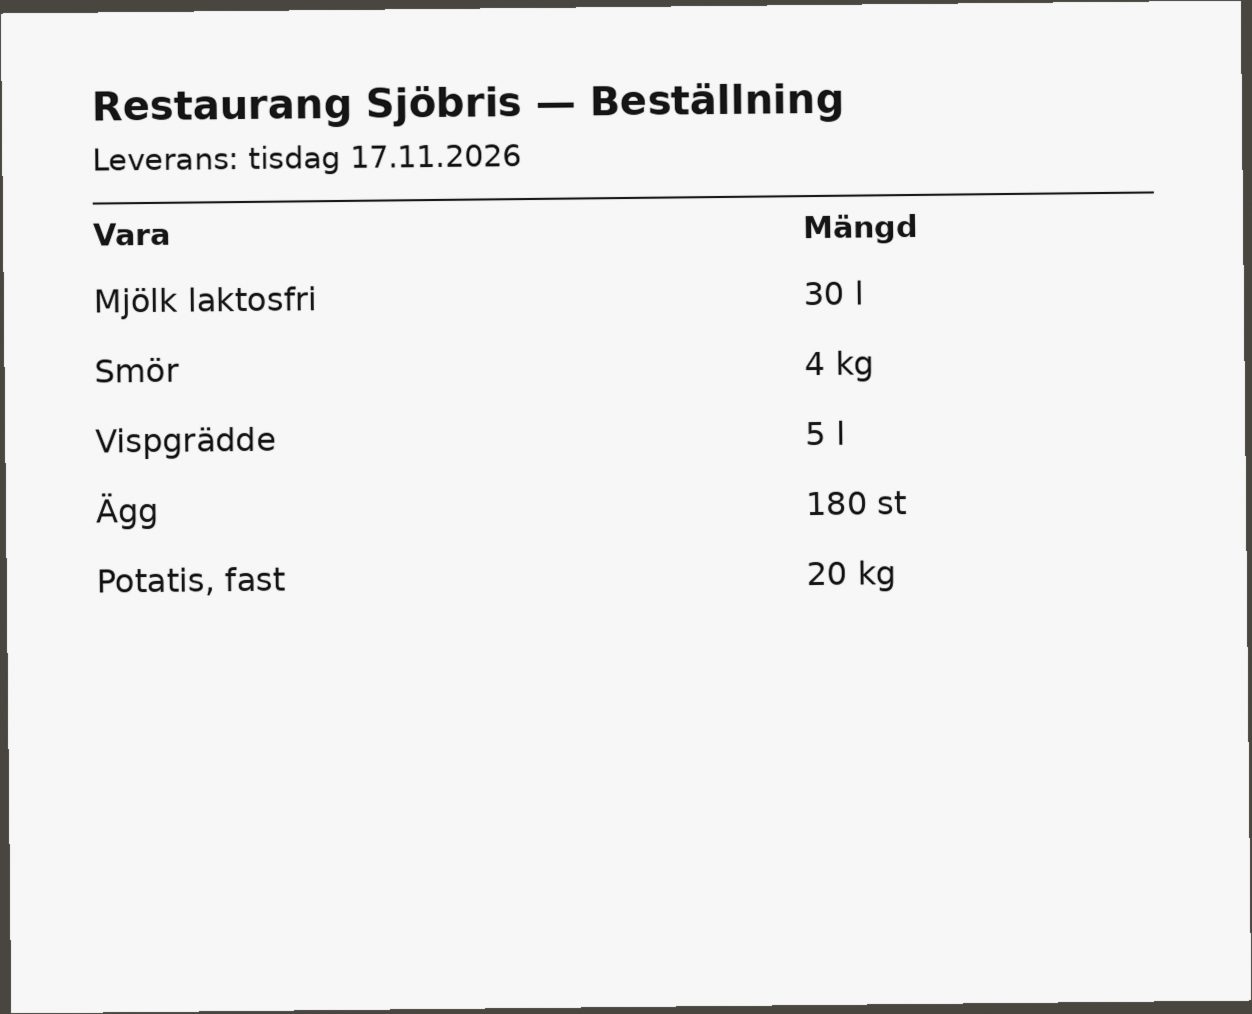 Restaurang Sjöbris — Beställning
Leverans: tisdag 17.11.2026
Vara Mängd
Mjölk laktosfri 30 l
Smör 4 kg
Vispgrädde 5 l
Ägg 180 st
Potatis, fast 20 kg